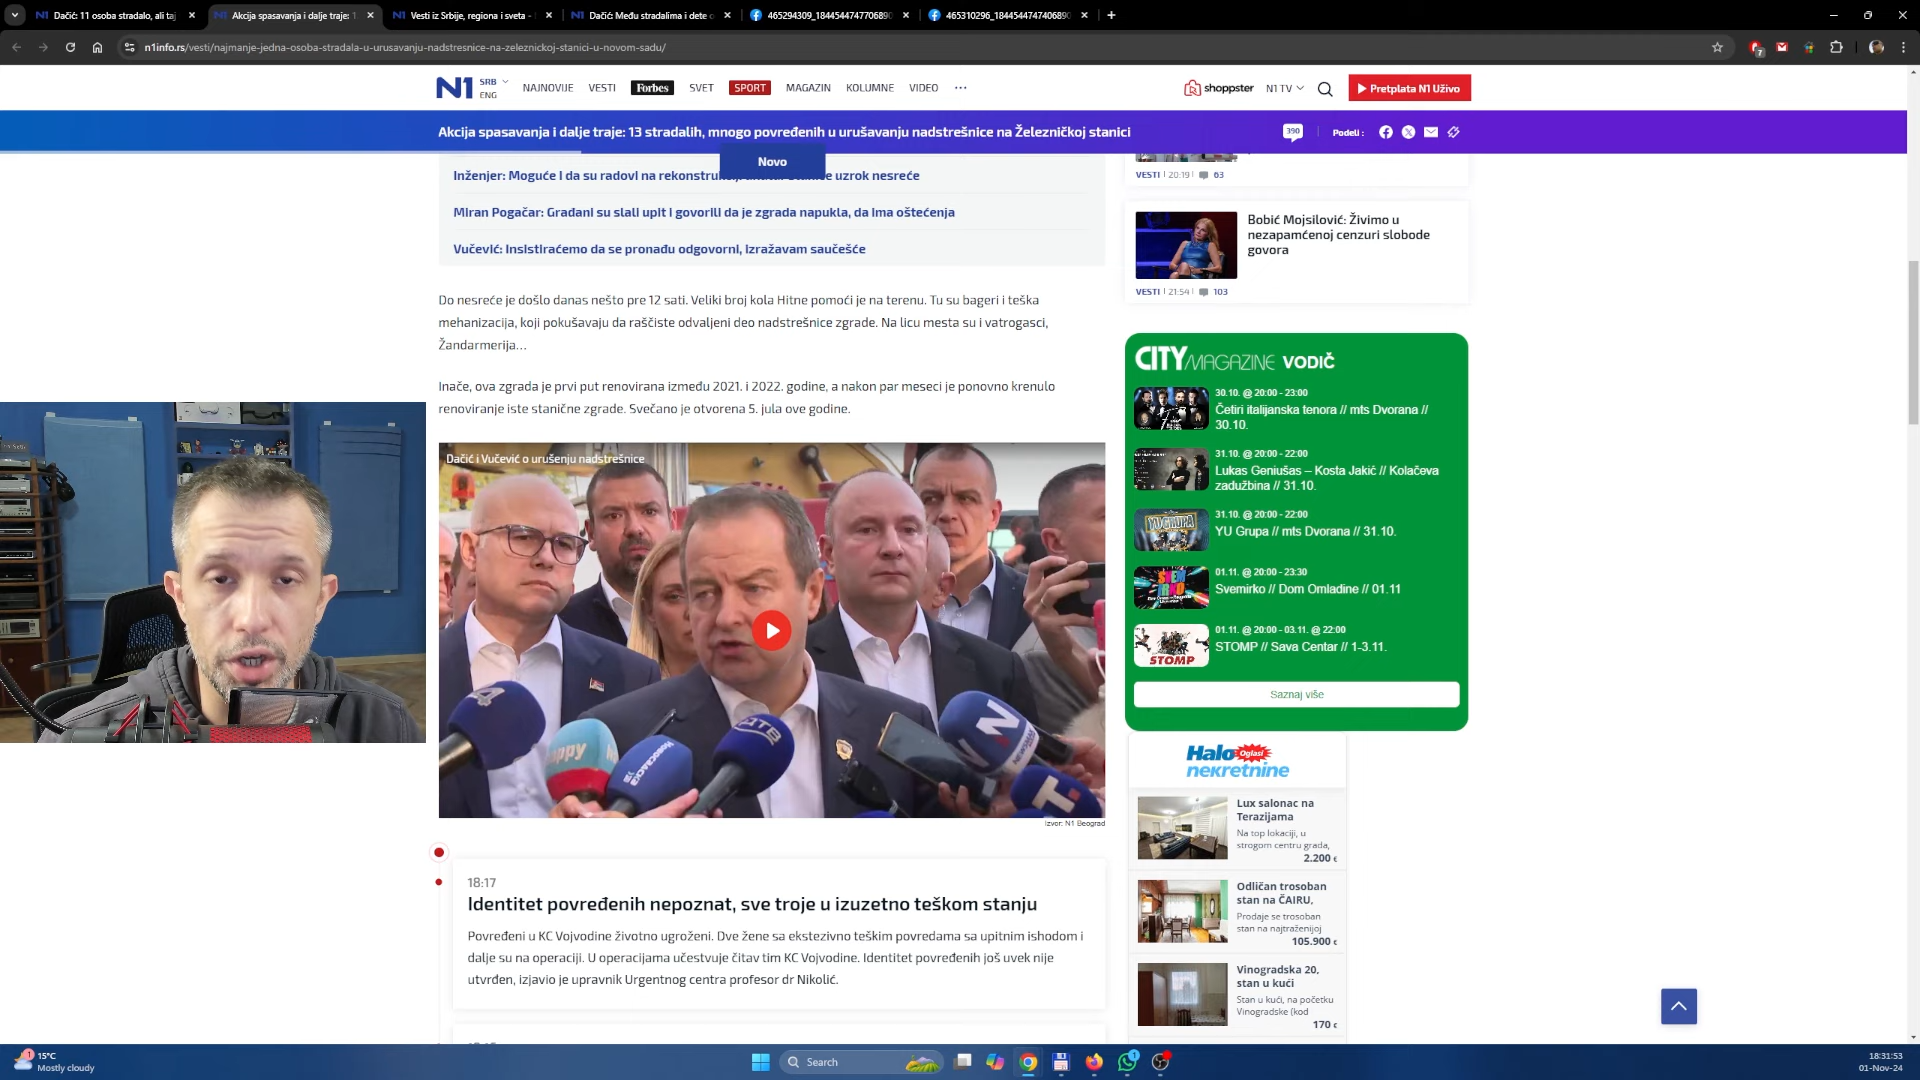 Dačić: 11 osoba stradalo, ali taj
Akcija spasavanja i dalje traje: 1
Vesti iz Srbije, regiona i sveta -
Dačić: Među stradalima i dete o
465294309_1844544747706890
465310296_1844544747406890
n1info.rs/vesti/najmanje-jedna-osoba-stradala-u-urusavanju-nadstresnice-na-zeleznickoj-stanici-u-novom-sadu/
7
N1
SRB
ENG
NAJNOVIJE
VESTI
Forbes
SVET
SPORT
MAGAZIN
KOLUMNE
VIDEO
shoppster
N1 TV
Pretplata N1 Uživo
Akcija spasavanja i dalje traje: 13 stradalih, mnogo povređenih u urušavanju nadstrešnice na Železničkoj stanici
390
Podeli :
Novo
Inženjer: Moguće i da su radovi na rekonstru
uzrok nesreće
Miran Pogačar: Građani su slali upit i govorili da je zgrada napukla, da ima oštećenja
Vučević: Insistiraćemo da se pronađu odgovorni, izražavam saučešće
Do nesreće je došlo danas nešto pre 12 sati. Veliki broj kola Hitne pomoći je na terenu. Tu su bageri i teška
mehanizacija, koji pokušavaju da raščiste odvaljeni deo nadstrešnice zgrade. Na licu mesta su i vatrogasci,
Žandarmerija…
Inače, ova zgrada je prvi put renovirana između 2021. i 2022. godine, a nakon par meseci je ponovno krenulo
renoviranje iste stanične zgrade. Svečano je otvorena 5. jula ove godine.
Dačić i Vučević o urušenju nadstrešnice
4
happy
РТВ
N
T
Izvor: N1 Beograd
18:17
Identitet povređenih nepoznat, sve troje u izuzetno teškom stanju
Povređeni u KC Vojvodine životno ugroženi. Dve žene sa ekstezivno teškim povredama sa upitnim ishodom i
dalje su na operaciji. U operacijama učestvuje čitav tim KC Vojvodine. Identitet povređenih još uvek nije
utvrđen, izjavio je upravnik Urgentnog centra profesor dr Nikolić.
VESTI | 20:19 | 63
Bobić Mojsilović: Živimo u
nezapamćenoj cenzuri slobode
govora
VESTI | 21:54 | 103
CITY MAGAZINE VODIČ
30.10. @ 20:00 - 23:00
Četiri italijanska tenora // mts Dvorana //
30.10.
31.10. @ 20:00 - 22:00
Lukas Geniušas – Kosta Jakić // Kolačeva
zadužbina // 31.10.
31.10. @ 20:00 - 22:00
YU Grupa // mts Dvorana // 31.10.
YU GRUPA
01.11. @ 20:00 - 23:30
Svemirko // Dom Omladine // 01.11
01.11. @ 20:00 - 03.11. @ 22:00
STOMP // Sava Centar // 1-3.11.
STOMP
Saznaj više
Halo Oglasi
nekretnine
Lux salonac na
Terazijama
Na top lokaciji, u
strogom centru grada,
2.200 €
Odličan trosoban
stan na ČAIRU,
Prodaje se trosoban
stan na najtraženijoj
105.900 €
Vinogradska 20,
stan u kući
Stan u kući, na početku
Vinogradske (kod
170 €
1
15°C
Mostly cloudy
Search
1
18:31:53
01-Nov-24